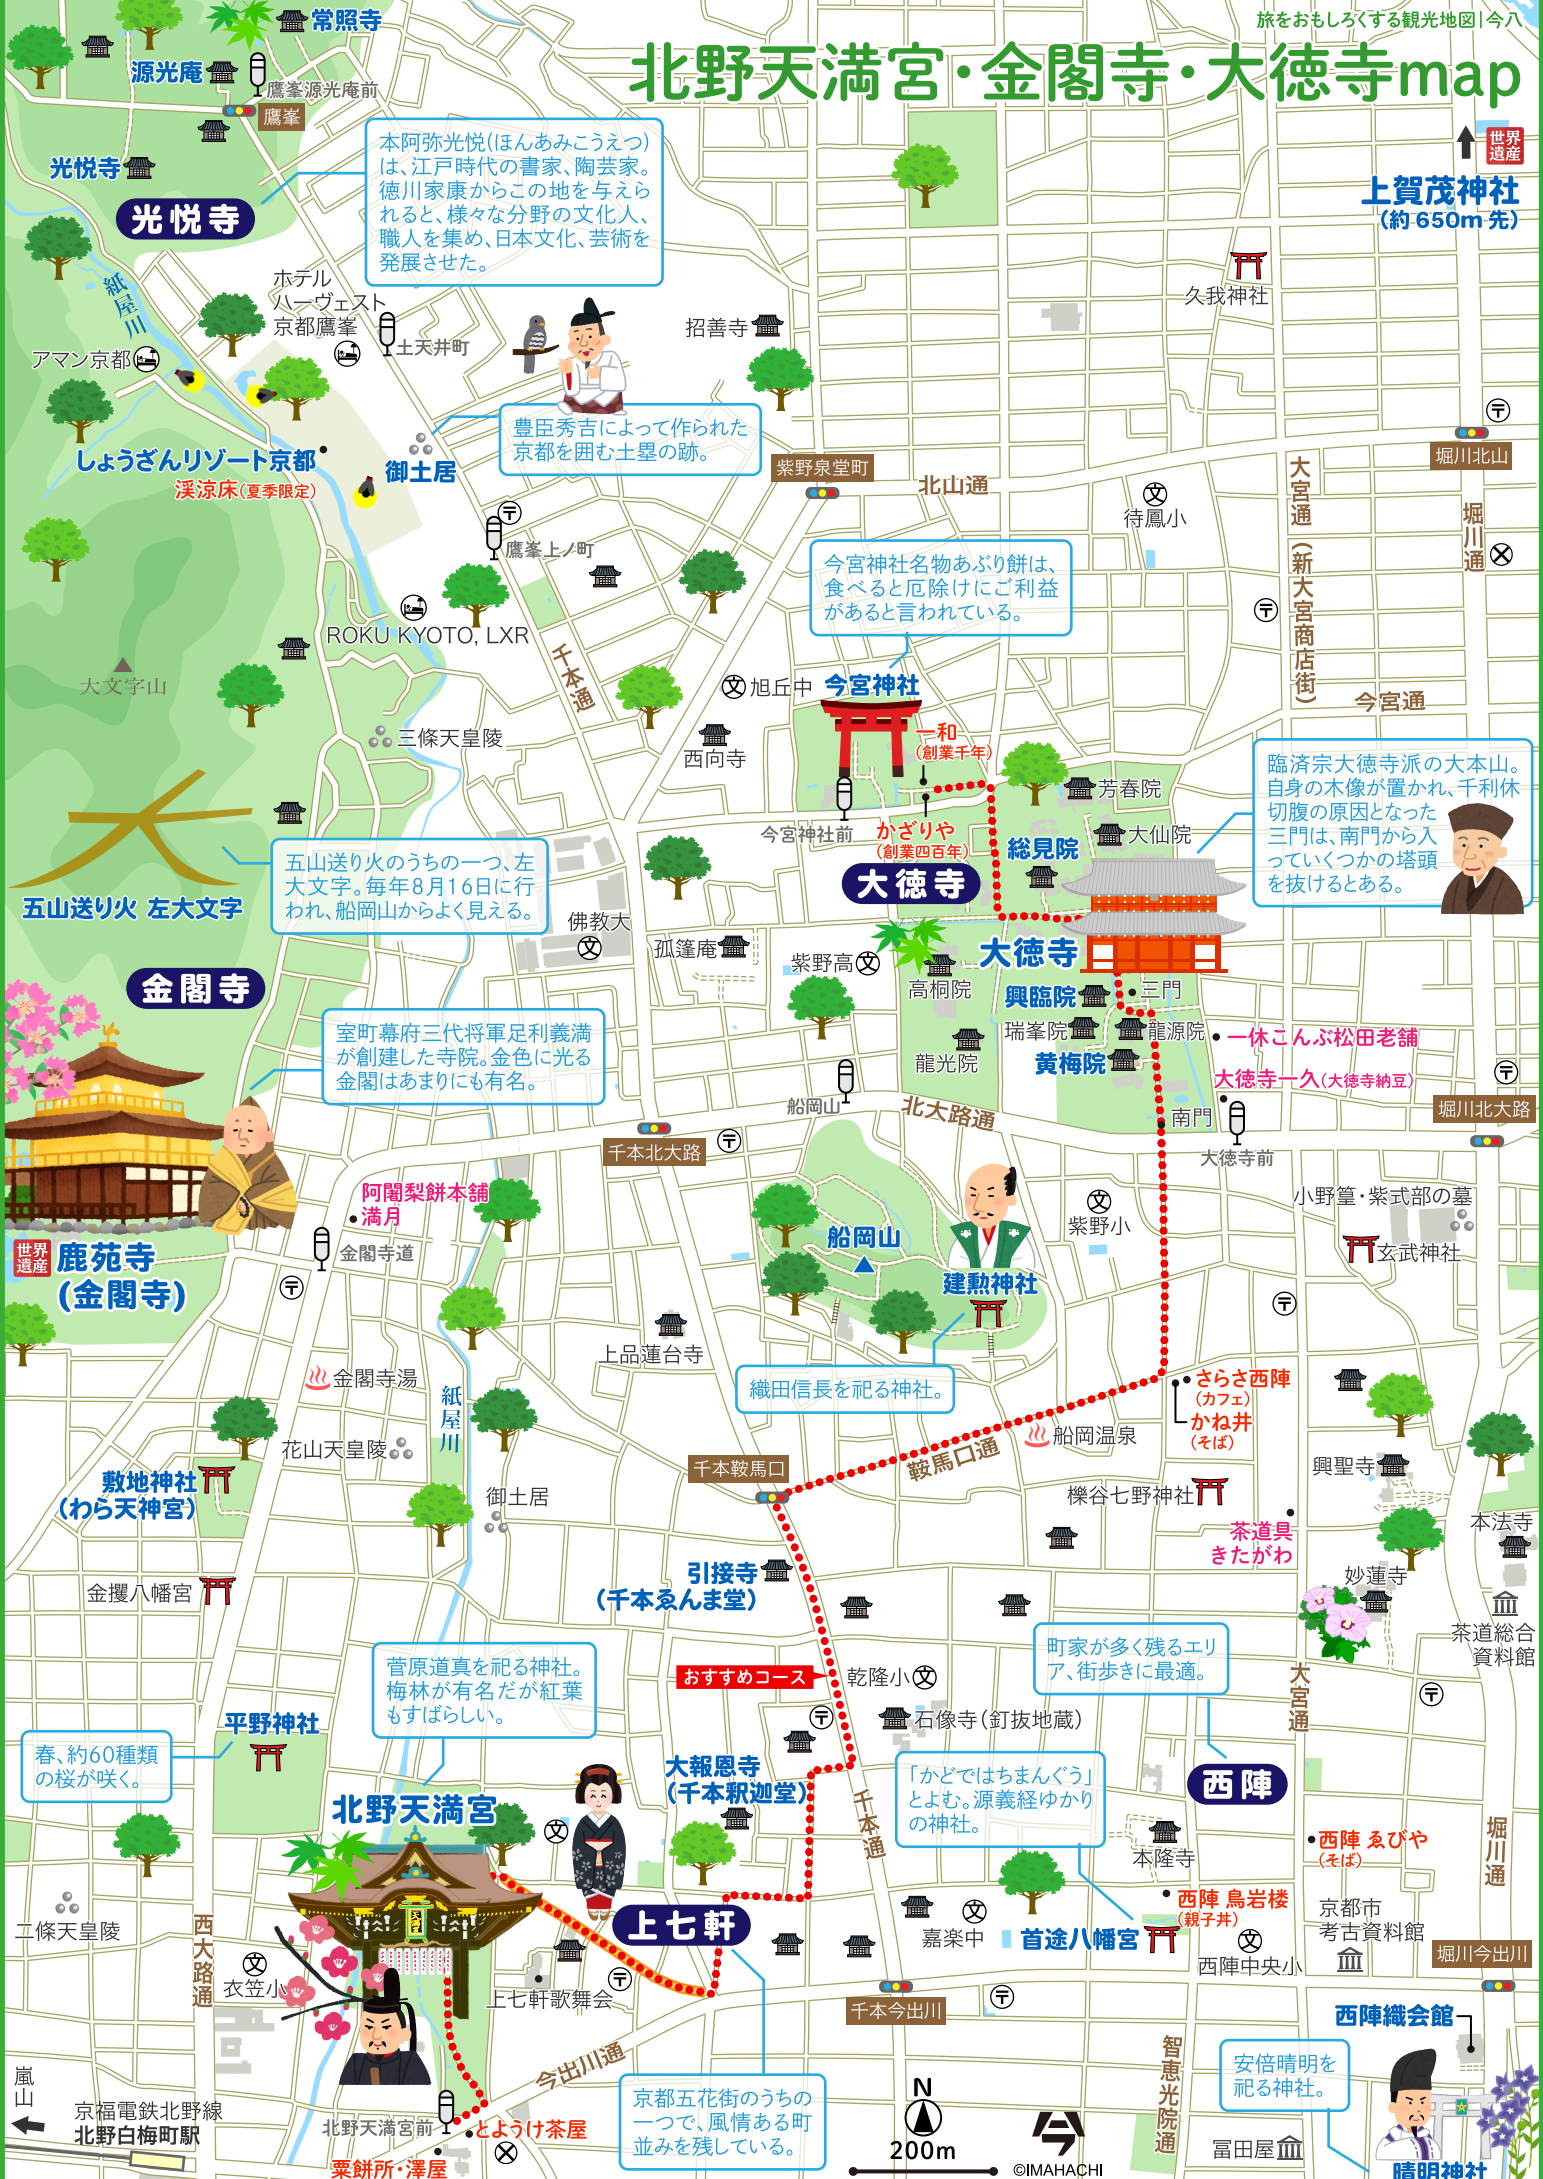 旅をおもしろくする観光地図|今八
北野天満宮・金閣寺・大徳寺map
常照寺
源光庵
鷹峯源光庵前
鷹峯
光悦寺
光悦寺
本阿弥光悦(ほんあみこうえつ)
は、江戸時代の書家、陶芸家。
徳川家康からこの地を与えら
れると、様々な分野の文化人、
職人を集め、日本文化、芸術を
発展させた。
世界
遺産
上賀茂神社
(約650m先)
久我神社
紙屋川
ホテル
ハーヴェスト
京都鷹峯
土天井町
アマン京都
招善寺
豊臣秀吉によって作られた
京都を囲む土塁の跡。
しょうざんリゾート京都
渓涼床(夏季限定)
御土居
紫野泉堂町
北山通
堀川北山
待鳳小
大宮通(新大宮商店街)
堀川通
鷹峯上ノ町
今宮神社名物あぶり餅は、
食べると厄除けにご利益
があると言われている。
ROKU KYOTO, LXR
千本通
大文字山
旭丘中
今宮神社
今宮通
三條天皇陵
西向寺
一和
(創業千年)
芳春院
大仙院
今宮神社前
かざりや
(創業四百年)
総見院
臨済宗大徳寺派の大本山。
自身の木像が置かれ、千利休
切腹の原因となった
三門は、南門から入
っていくつかの塔頭
を抜けるとある。
五山送り火のうちの一つ、左
大文字。毎年8月16日に行
われ、船岡山からよく見える。
五山送り火 左大文字
大徳寺
佛教大
孤篷庵
紫野高
大徳寺
高桐院
金閣寺
興臨院
三門
瑞峯院
龍源院
一休こんぶ松田老舗
龍光院
黄梅院
大徳寺一久(大徳寺納豆)
室町幕府三代将軍足利義満
が創建した寺院。金色に光る
金閣はあまりにも有名。
船岡山
北大路通
南門
大徳寺前
堀川北大路
千本北大路
阿闍梨餅本舗
満月
金閣寺道
世界
遺産
鹿苑寺
(金閣寺)
船岡山
建勲神社
紫野小
小野篁・紫式部の墓
玄武神社
上品蓮台寺
織田信長を祀る神社。
金閣寺湯
紙屋川
花山天皇陵
さらさ西陣
(カフェ)
かね井
(そば)
船岡温泉
鞍馬口通
千本鞍馬口
敷地神社
(わら天神宮)
御土居
櫟谷七野神社
興聖寺
茶道具
きたがわ
本法寺
妙蓮寺
金攫八幡宮
引接寺
(千本ゑんま堂)
茶道総合
資料館
菅原道真を祀る神社。
梅林が有名だが紅葉
もすばらしい。
町家が多く残るエリ
ア、街歩きに最適。
おすすめコース
乾隆小
大宮通
石像寺(釘抜地蔵)
平野神社
春、約60種類
の桜が咲く。
大報恩寺
(千本釈迦堂)
「かどではちまんぐう」
とよむ。源義経ゆかり
の神社。
西陣
北野天満宮
千本通
本隆寺
西陣 ゑびや
(そば)
堀川通
西陣 鳥岩楼
(親子丼)
上七軒
嘉楽中
首途八幡宮
京都市
考古資料館
西陣中央小
堀川今出川
二條天皇陵
西大路通
衣笠小
上七軒歌舞会
千本今出川
西陣織会館
今出川通
智恵光院通
安倍晴明を
祀る神社。
京都五花街のうちの
一つで、風情ある町
並みを残している。
嵐山
京福電鉄北野線
北野白梅町駅
北野天満宮前
とようけ茶屋
粟餅所・澤屋
N
200m
©IMAHACHI
冨田屋
晴明神社